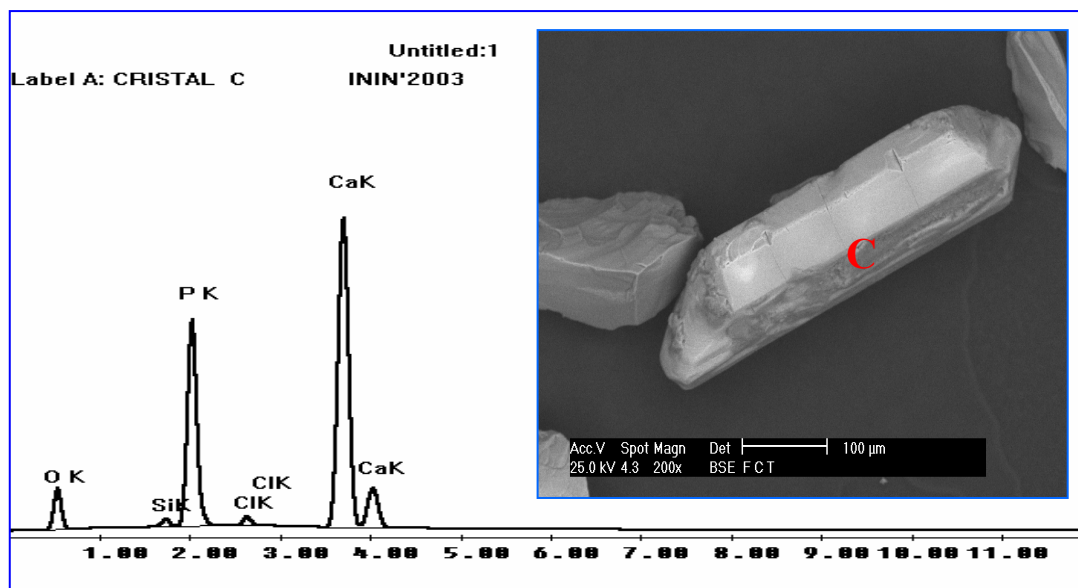 Untitled:1
Label A: CRISTAL C ININ'2003
CaK
P K
O K
SiK
ClK
ClK
CaK
1.00 2.00 3.00 4.00 5.00 6.00 7.00 8.00 9.00 10.00 11.00
C
Acc.V Spot Magn Det 100 µm
25.0 kV 4.3 200x BSE F C T